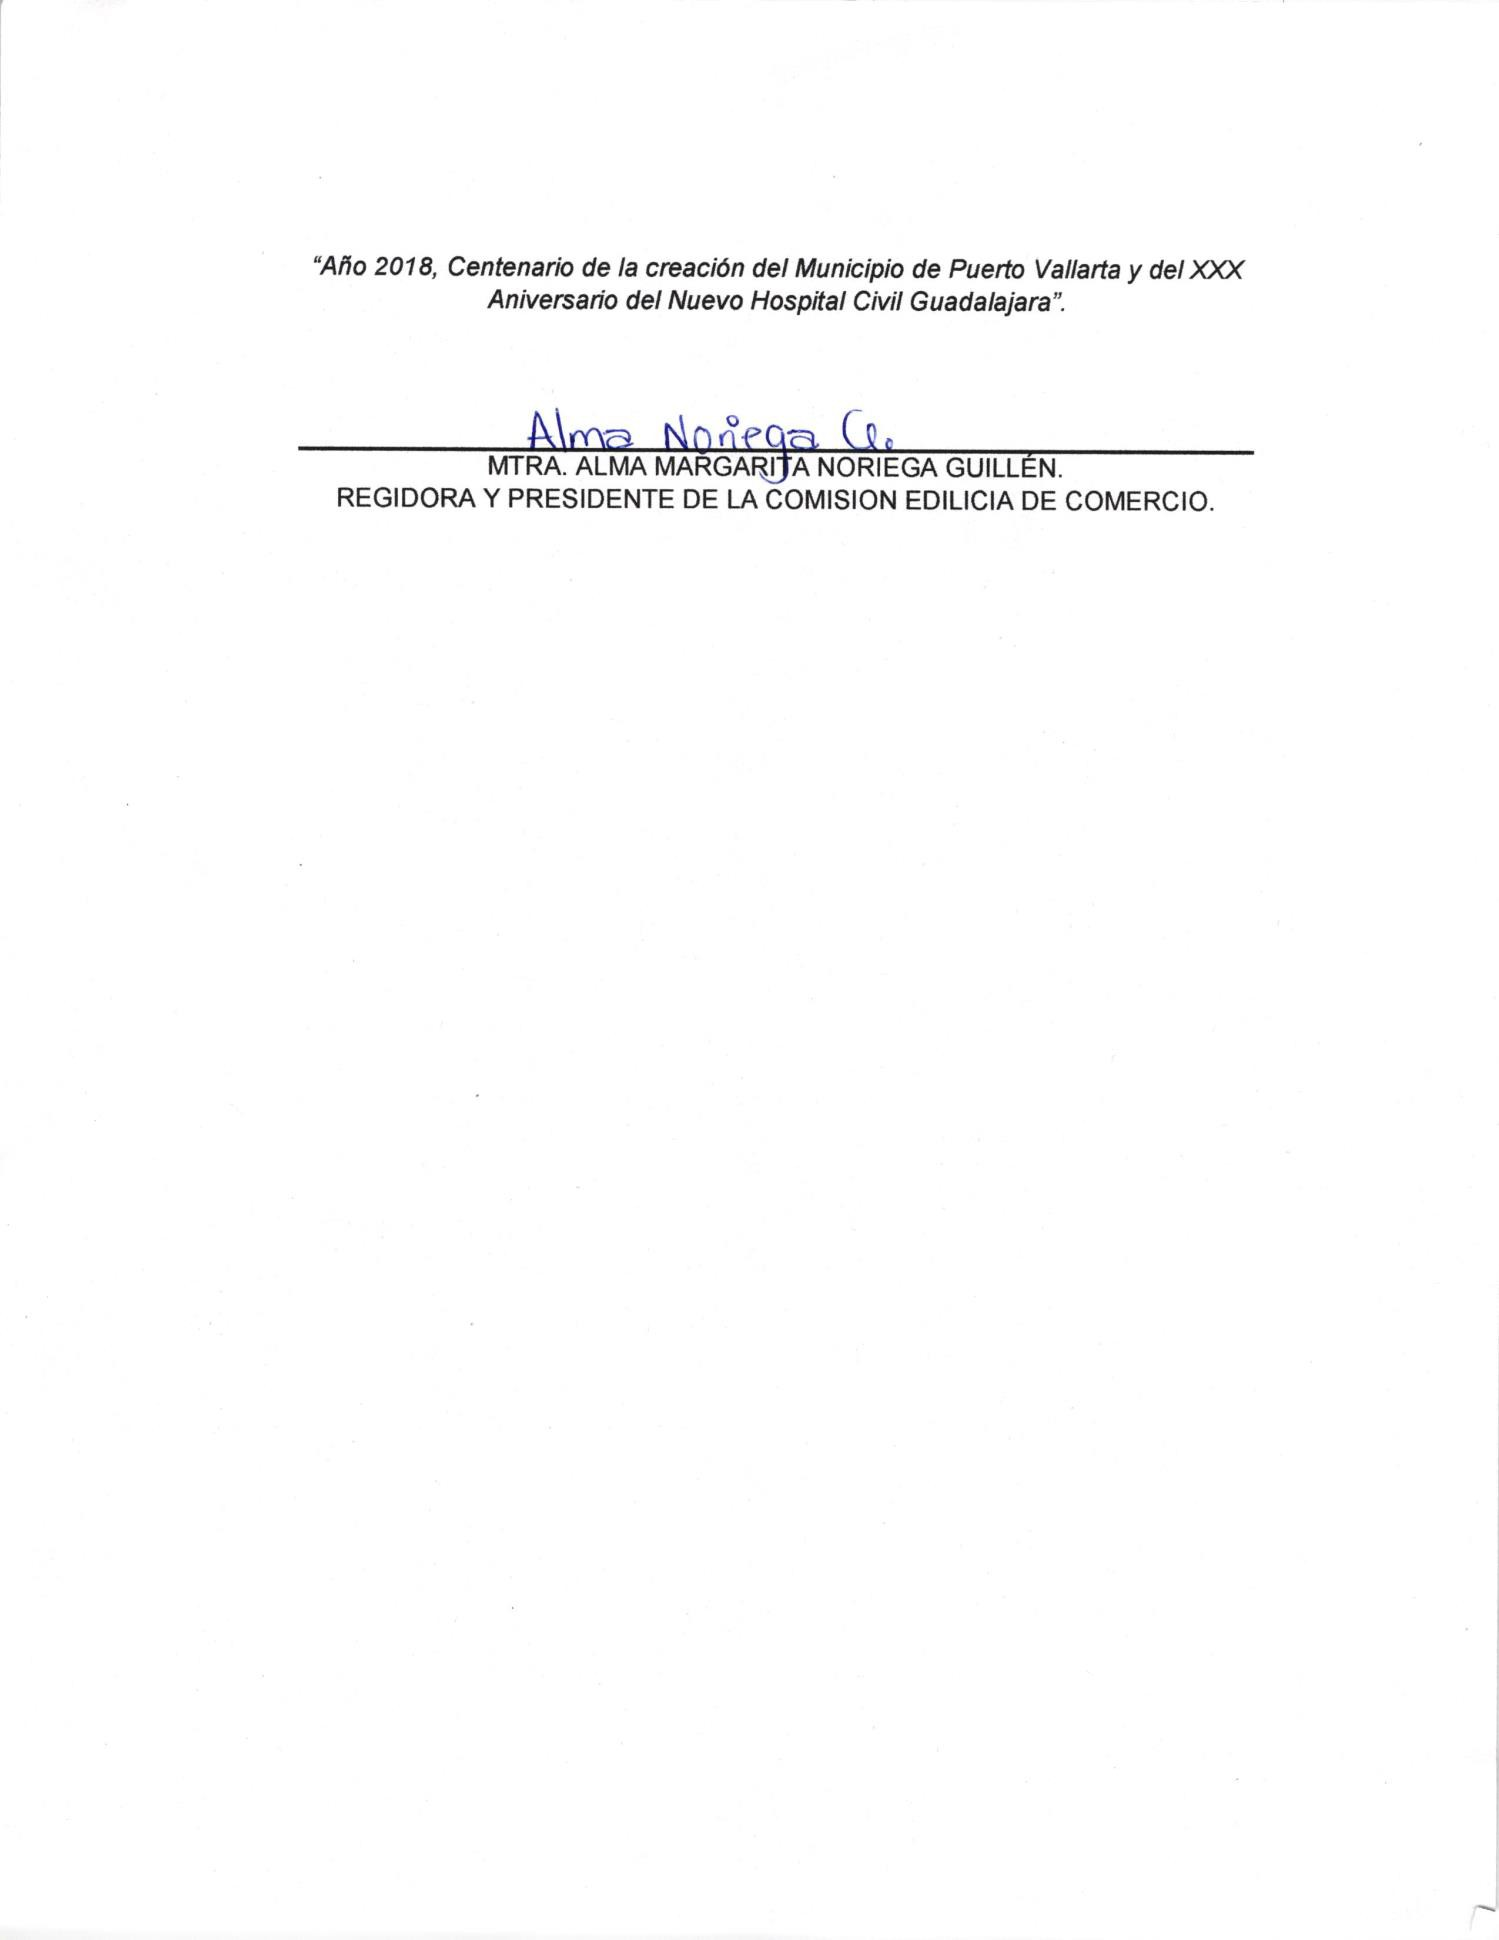 “Año 2018, Centenario de la creación del Municipio de Puerto Vallarta y del XXX
Aniversario del Nuevo Hospital Civil Guadalajara”.
Alma Noriega G.
MTRA. ALMA MARGARITA NORIEGA GUILLÉN.
REGIDORA Y PRESIDENTE DE LA COMISION EDILICIA DE COMERCIO.